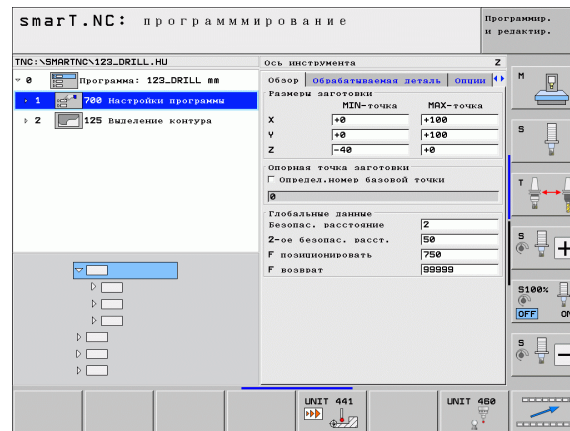 smarT.NC: программмирование
Программир. и редактир.
TNC:\SMARTNC\123_DRILL.HU
Ось инструмента Z
0 Программа: 123_DRILL мм
1 700 Настройки программы
2 125 Выделение контура
Обзор Обрабатываемая деталь Опции
Размеры заготовки
MIN-точка MAX-точка
X +0 +100
Y +0 +100
Z -40 +0
Опорная точка заготовки
Определ.номер базовой точки
0
Глобальные данные
Безопас. расстояние 2
2-ое безопас. расст. 50
F позиционировать 750
F возврат 99999
M
S
T
S
S100%
OFF ON
S
UNIT 441
UNIT 460